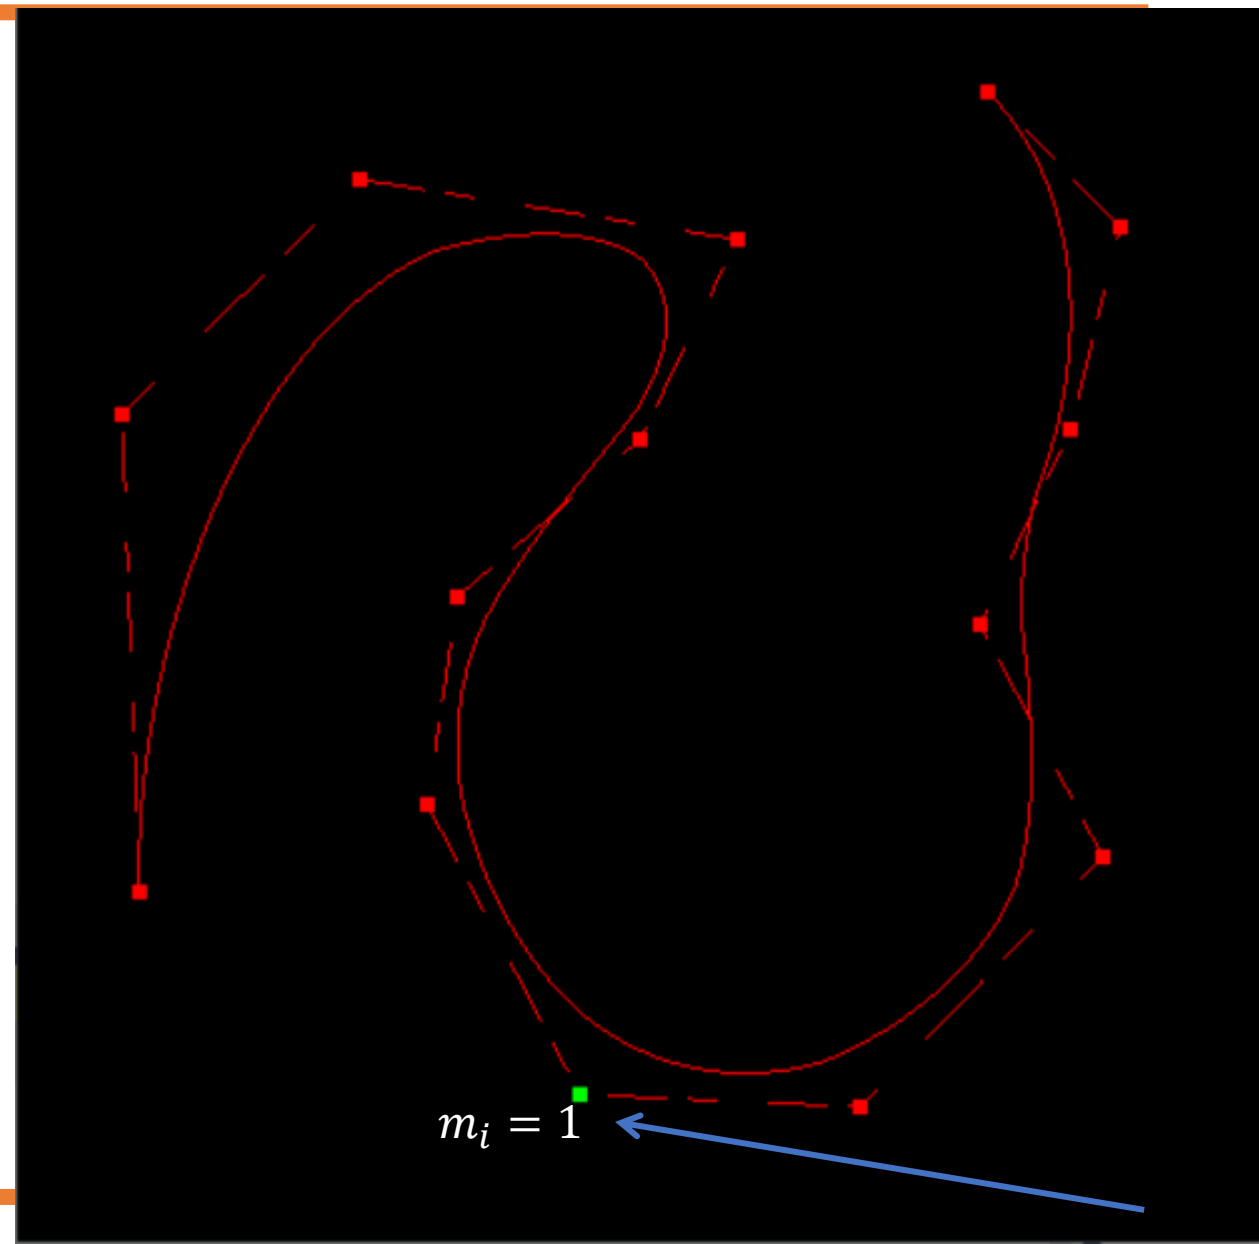 mᵢ = 1